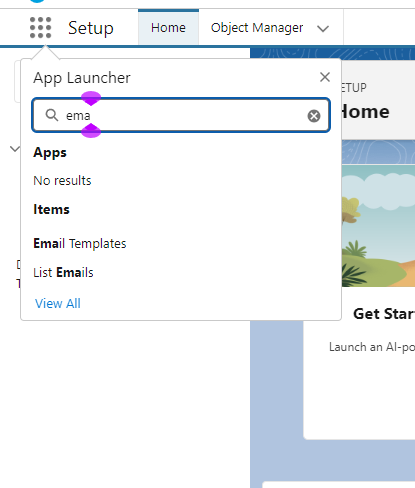 Setup
Home
Object Manager
App Launcher
SETUP
Home
ema
Apps
No results
Items
Email Templates
List Emails
View All
Get Star
Launch an AI-po